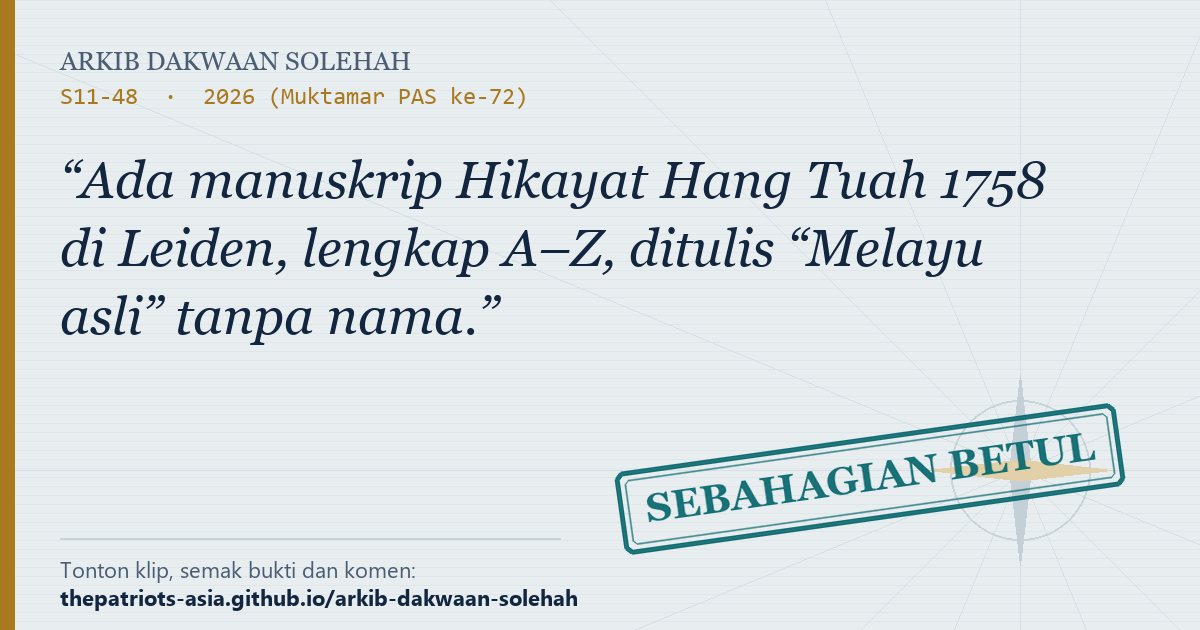 ARKIB DAKWAAN SOLEHAH
S11-48 · 2026 (Muktamar PAS ke-72)
“Ada manuskrip Hikayat Hang Tuah 1758
di Leiden, lengkap A–Z, ditulis “Melayu
asli” tanpa nama.”
SEBAHAGIAN BETUL
Tonton klip, semak bukti dan komen:
thepatriots-asia.github.io/arkib-dakwaan-solehah